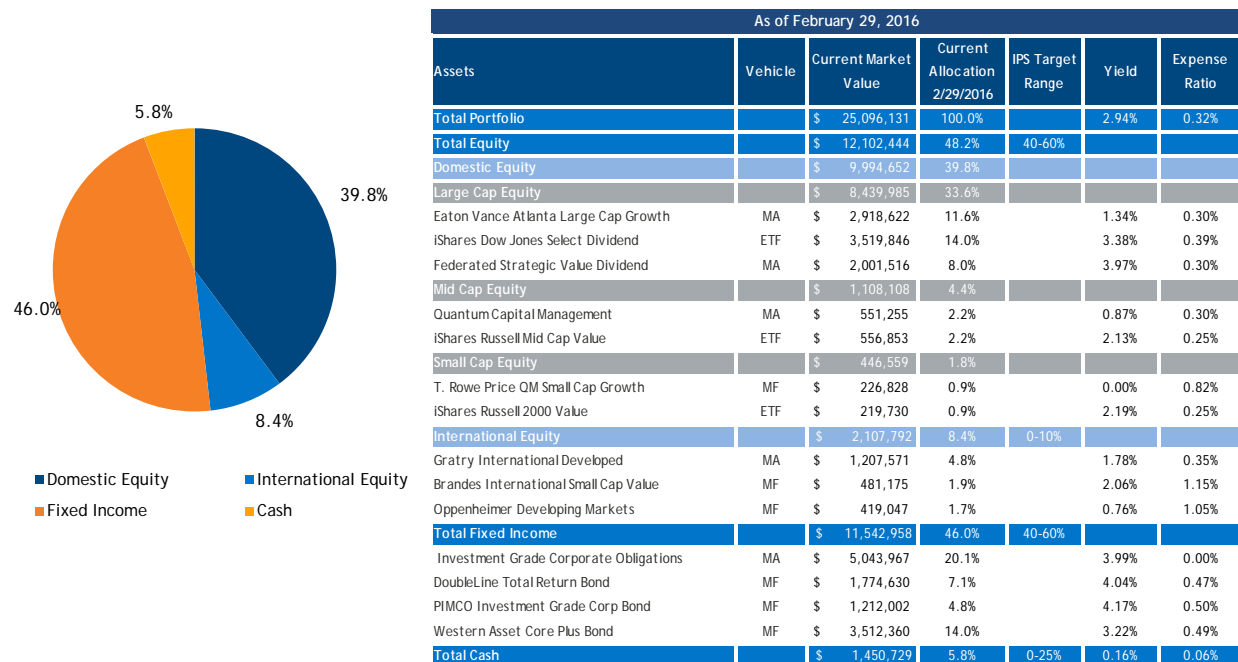 5.8%
39.8%
46.0%
8.4%
Domestic Equity International Equity
Fixed Income Cash
As of February 29, 2016
Assets Vehicle Current Market Value Current Allocation 2/29/2016 IPS Target Range Yield Expense Ratio
Total Portfolio $ 25,096,131 100.0% 2.94% 0.32%
Total Equity $ 12,102,444 48.2% 40-60%
Domestic Equity $ 9,994,652 39.8%
Large Cap Equity $ 8,439,985 33.6%
Eaton Vance Atlanta Large Cap Growth MA $ 2,918,622 11.6% 1.34% 0.30%
iShares Dow Jones Select Dividend ETF $ 3,519,846 14.0% 3.38% 0.39%
Federated Strategic Value Dividend MA $ 2,001,516 8.0% 3.97% 0.30%
Mid Cap Equity $ 1,108,108 4.4%
Quantum Capital Management MA $ 551,255 2.2% 0.87% 0.30%
iShares Russell Mid Cap Value ETF $ 556,853 2.2% 2.13% 0.25%
Small Cap Equity $ 446,559 1.8%
T. Rowe Price QM Small Cap Growth MF $ 226,828 0.9% 0.00% 0.82%
iShares Russell 2000 Value ETF $ 219,730 0.9% 2.19% 0.25%
International Equity $ 2,107,792 8.4% 0-10%
Gratry International Developed MA $ 1,207,571 4.8% 1.78% 0.35%
Brandes International Small Cap Value MF $ 481,175 1.9% 2.06% 1.15%
Oppenheimer Developing Markets MF $ 419,047 1.7% 0.76% 1.05%
Total Fixed Income $ 11,542,958 46.0% 40-60%
Investment Grade Corporate Obligations MA $ 5,043,967 20.1% 3.99% 0.00%
DoubleLine Total Return Bond MF $ 1,774,630 7.1% 4.04% 0.47%
PIMCO Investment Grade Corp Bond MF $ 1,212,002 4.8% 4.17% 0.50%
Western Asset Core Plus Bond MF $ 3,512,360 14.0% 3.22% 0.49%
Total Cash $ 1,450,729 5.8% 0-25% 0.16% 0.06%